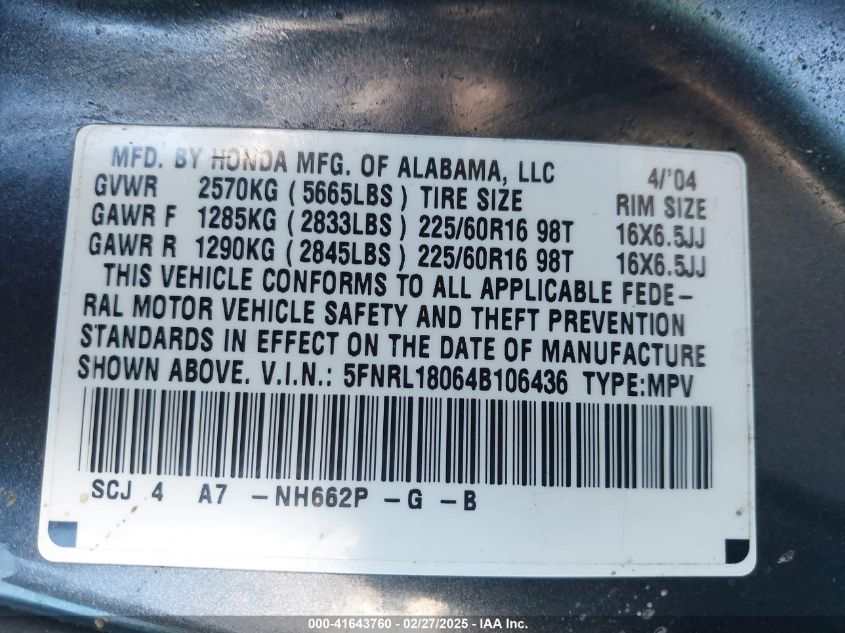 MFD. BY HONDA MFG. OF ALABAMA, LLC 4/'04
GVWR 2570KG (5665LBS) TIRE SIZE RIM SIZE
GAWR F 1285KG (2833LBS) 225/60R16 98T 16X6.5JJ
GAWR R 1290KG (2845LBS) 225/60R16 98T 16X6.5JJ
THIS VEHICLE CONFORMS TO ALL APPLICABLE FEDE-
RAL MOTOR VEHICLE SAFETY AND THEFT PREVENTION
STANDARDS IN EFFECT ON THE DATE OF MANUFACTURE
SHOWN ABOVE. V.I.N.: 5FNRL18064B106436 TYPE:MPV
SCJ 4 A7 -NH662P -G -B
000-41643760 - 02/27/2025 - IAA Inc.